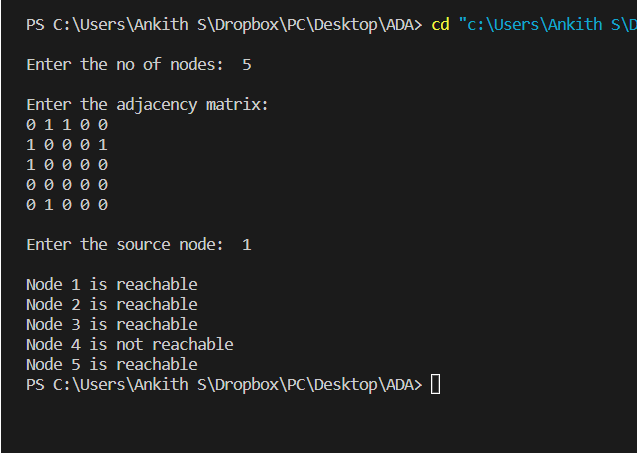 PS C:\Users\Ankith S\Dropbox\PC\Desktop\ADA> cd "c:\Users\Ankith S\D
Enter the no of nodes:  5
Enter the adjacency matrix:
0 1 1 0 0
1 0 0 0 1
1 0 0 0 0
0 0 0 0 0
0 1 0 0 0
Enter the source node:  1
Node 1 is reachable
Node 2 is reachable
Node 3 is reachable
Node 4 is not reachable
Node 5 is reachable
PS C:\Users\Ankith S\Dropbox\PC\Desktop\ADA>